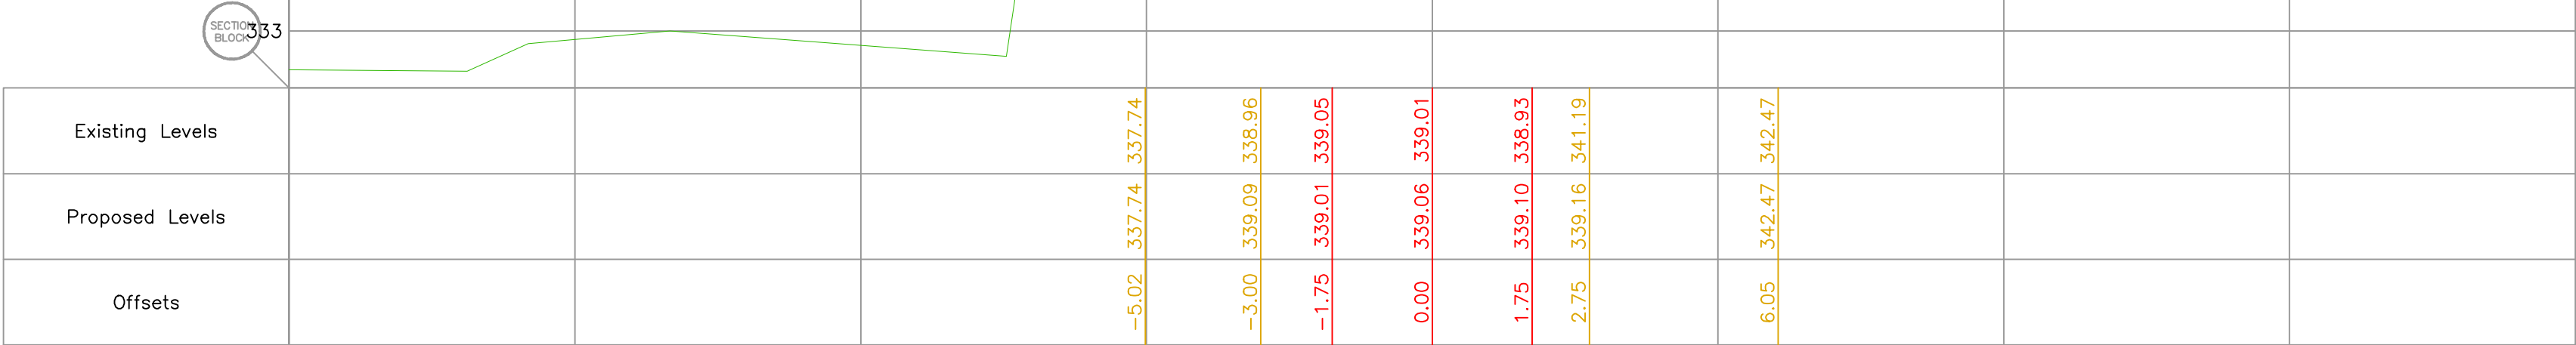 SECTION
BLOCK
333
Existing Levels
337.74 338.96 339.05 339.01 338.93 341.19 342.47
Proposed Levels
337.74 339.09 339.01 339.06 339.10 339.16 342.47
Offsets
-5.02 -3.00 -1.75 0.00 1.75 2.75 6.05